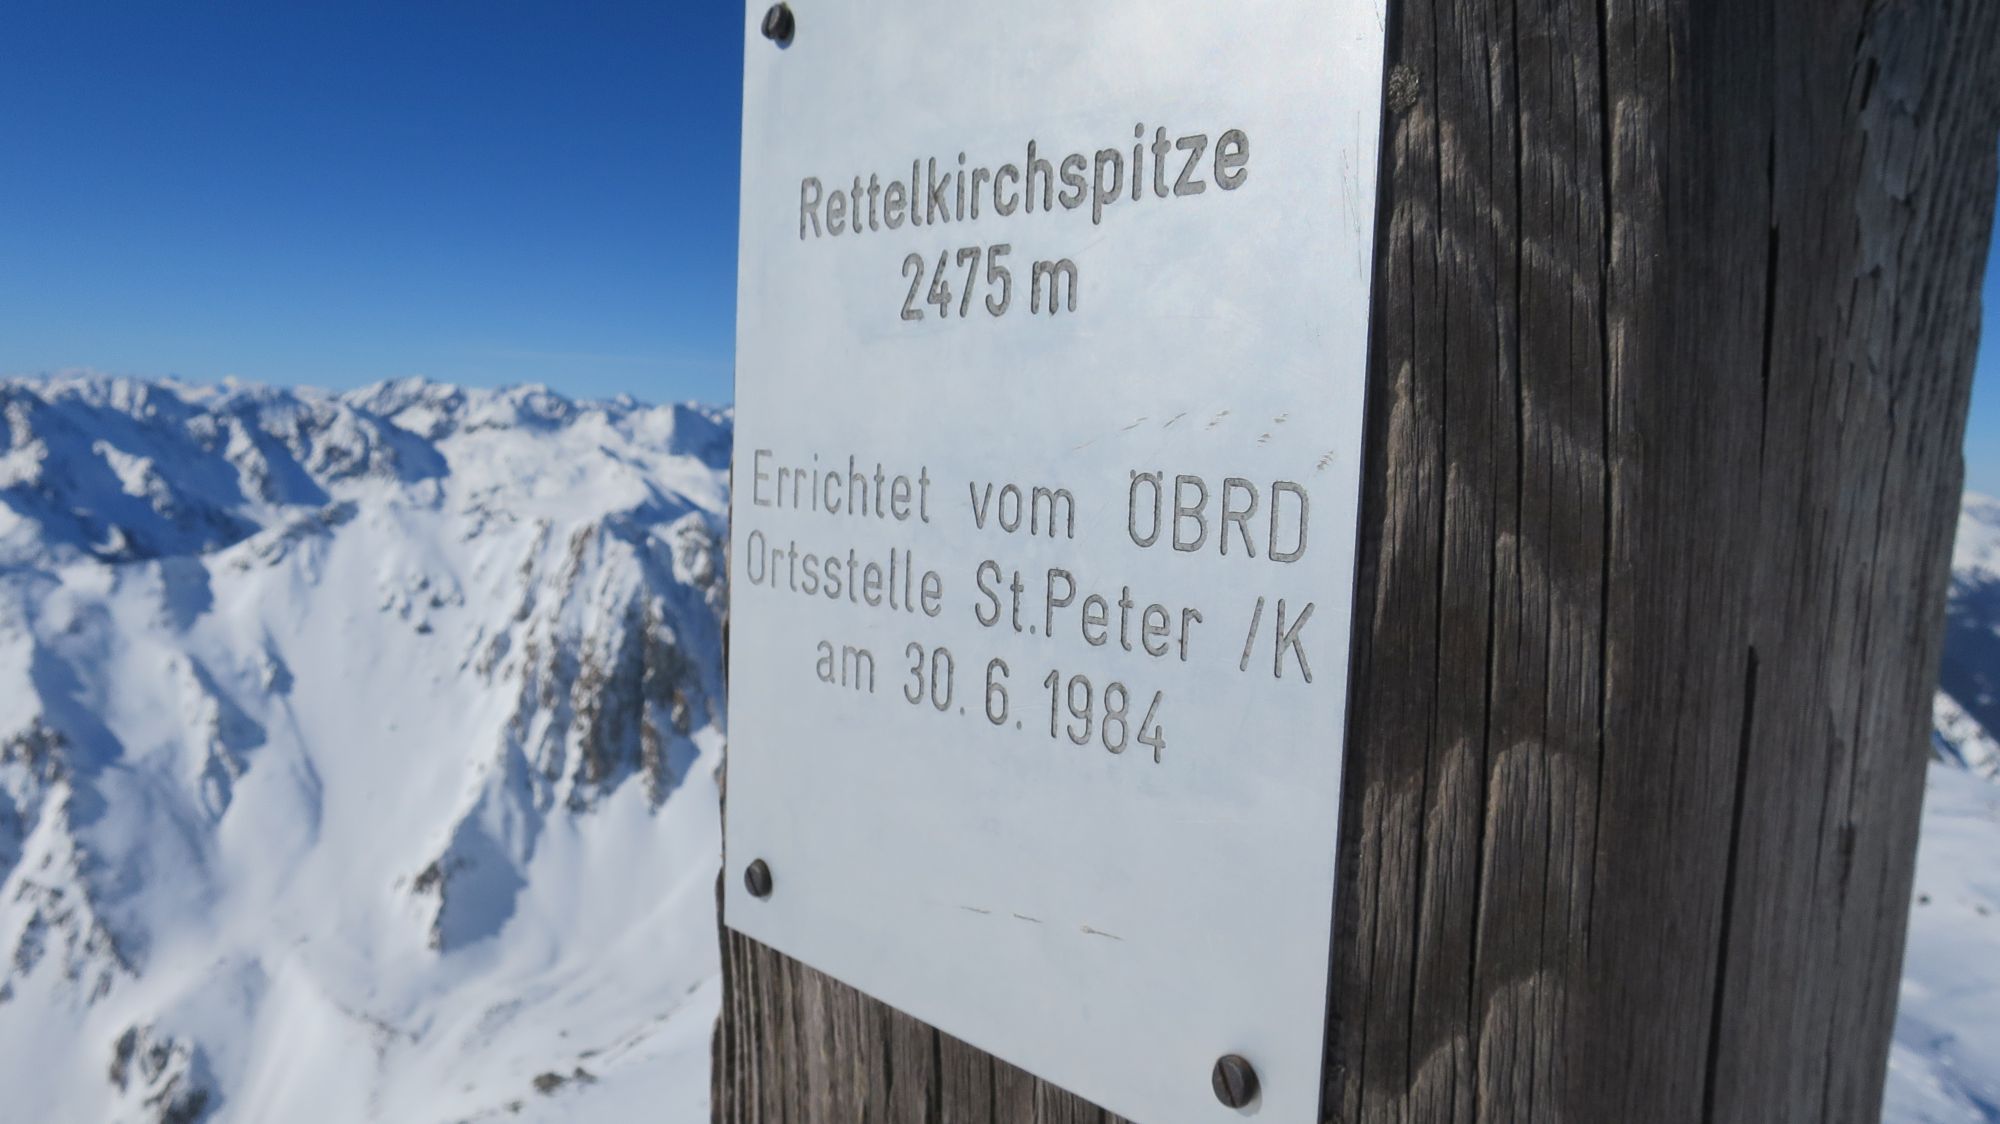 Rettelkirchspitze
2475 m
Errichtet vom ÖBRD
Ortsstelle St. Peter /K
am 30. 6. 1984